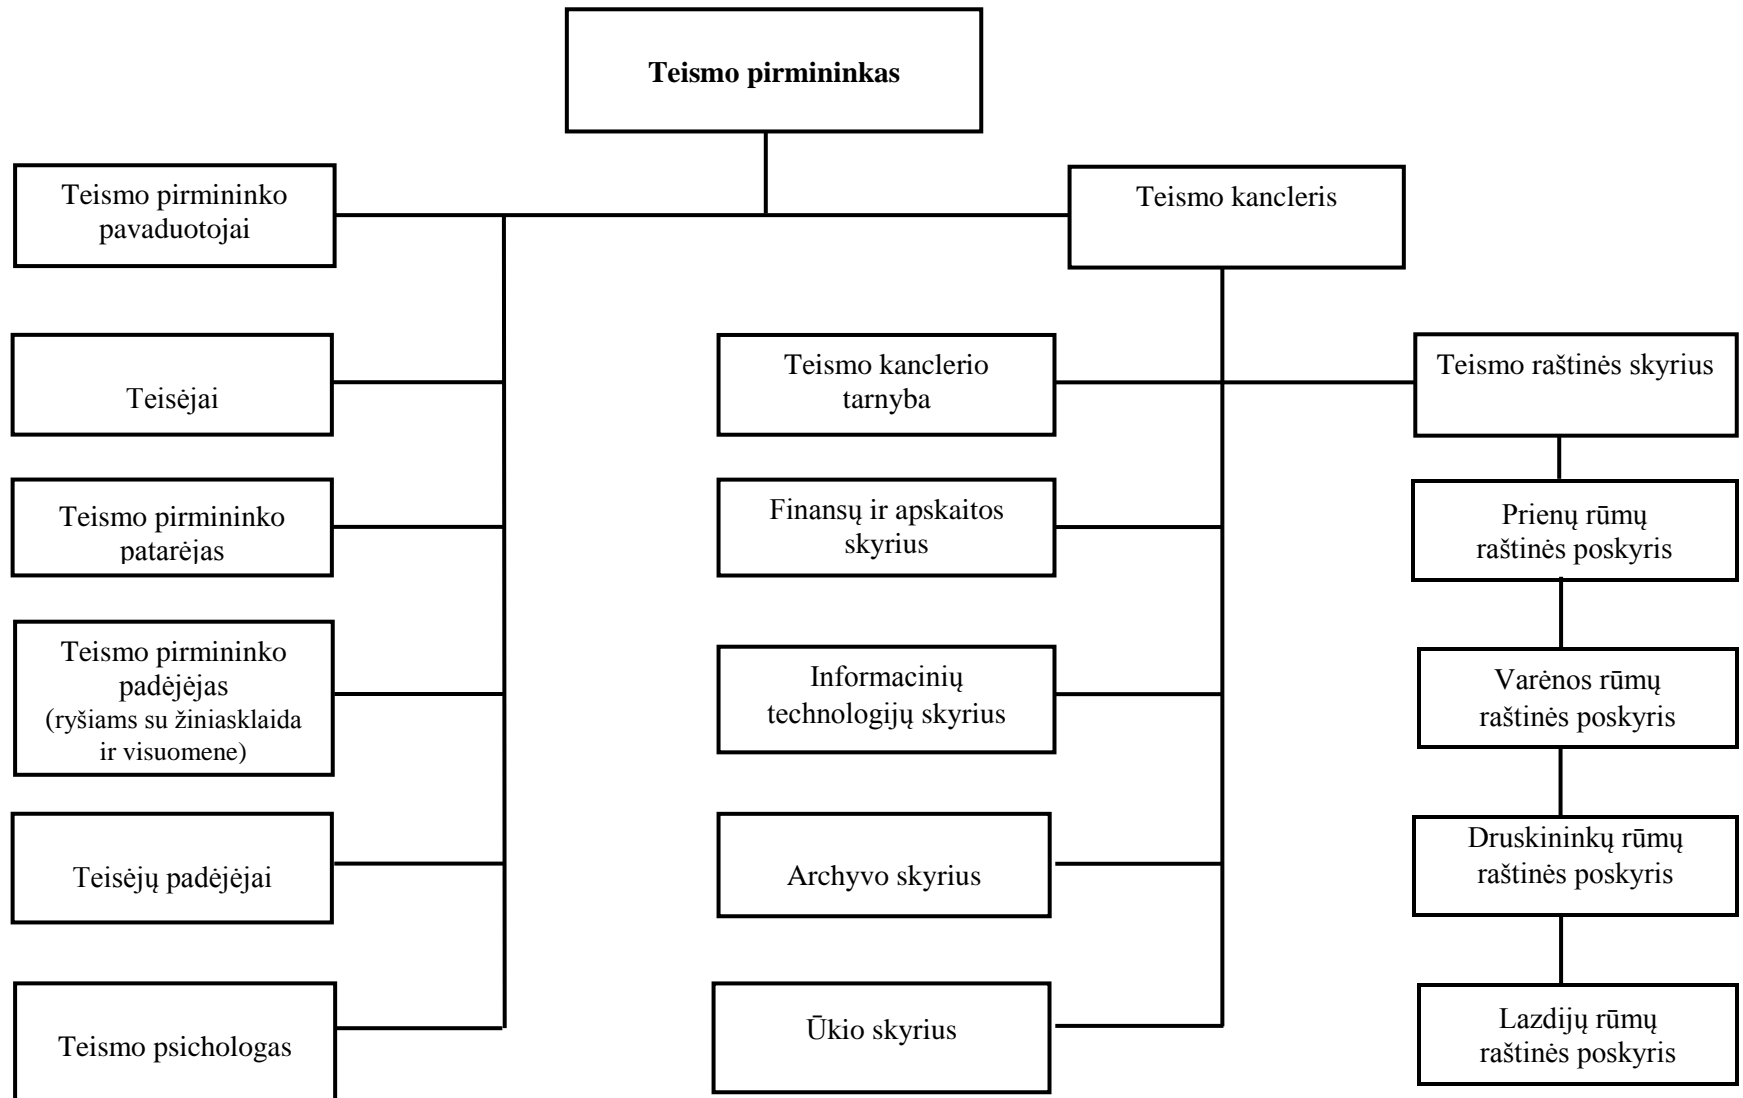 Teismo pirmininkas
Teismo pirmininko
pavaduotojai
Teismo kancleris
Teisėjai
Teismo kanclerio
tarnyba
Teismo raštinės skyrius
Teismo pirmininko
patarėjas
Finansų ir apskaitos
skyrius
Prienų rūmų
raštinės poskyris
Teismo pirmininko
padėjėjas
(ryšiams su žiniasklaida
ir visuomene)
Informacinių
technologijų skyrius
Varėnos rūmų
raštinės poskyris
Teisėjų padėjėjai
Archyvo skyrius
Druskininkų rūmų
raštinės poskyris
Teismo psichologas
Ūkio skyrius
Lazdijų rūmų
raštinės poskyris